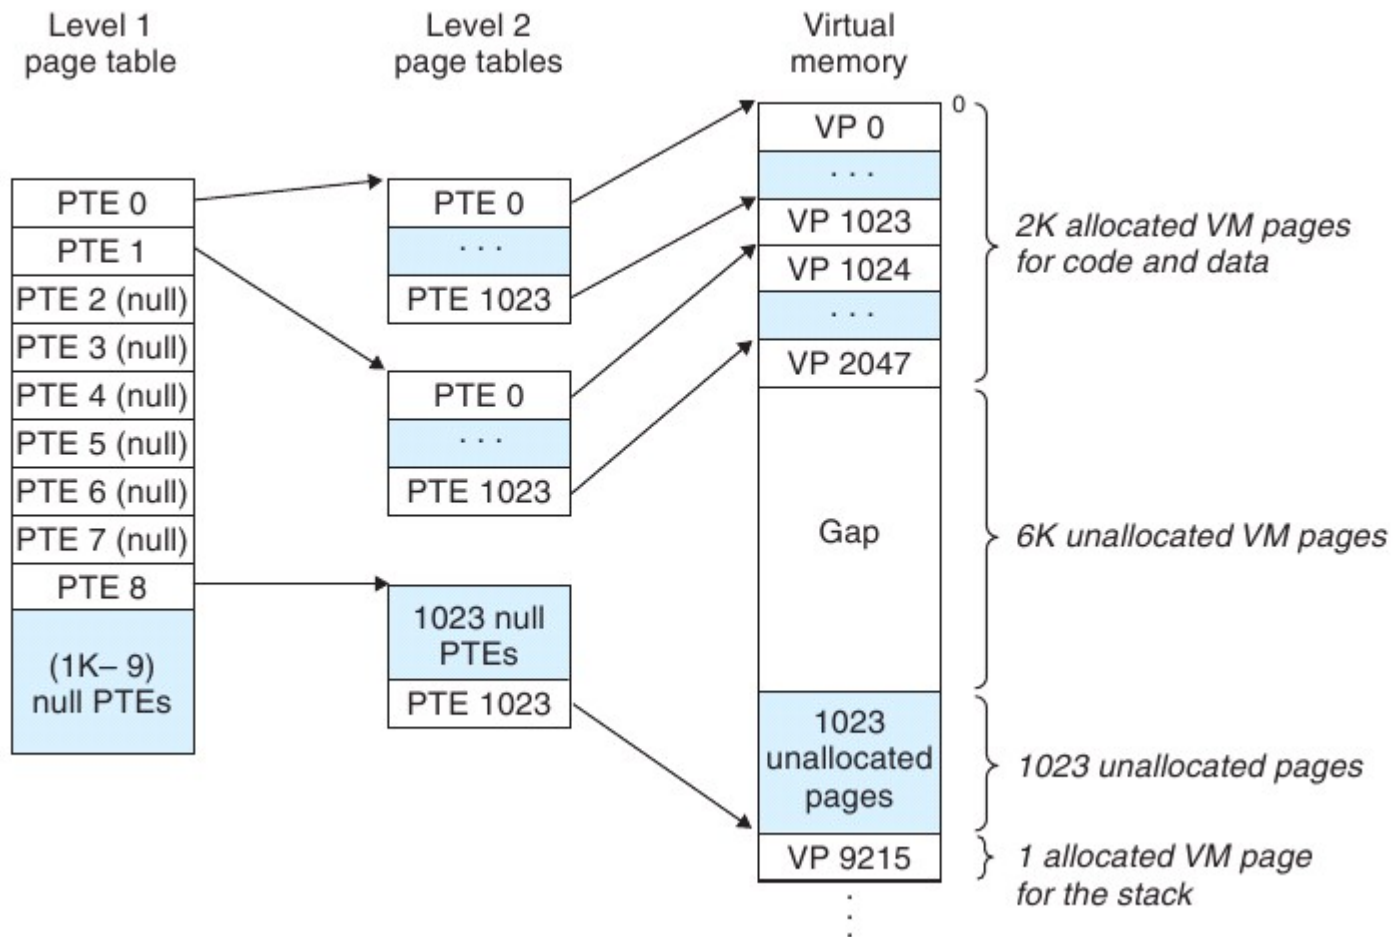 Level 1
page table
Level 2
page tables
Virtual
memory
PTE 0
PTE 1
PTE 2 (null)
PTE 3 (null)
PTE 4 (null)
PTE 5 (null)
PTE 6 (null)
PTE 7 (null)
PTE 8
(1K– 9)
null PTEs
PTE 0
. . .
PTE 1023
PTE 0
. . .
PTE 1023
1023 null
PTEs
PTE 1023
0
VP 0
. . .
VP 1023
VP 1024
. . .
VP 2047
Gap
1023
unallocated
pages
VP 9215
. . .
2K allocated VM pages
for code and data
6K unallocated VM pages
1023 unallocated pages
1 allocated VM page
for the stack